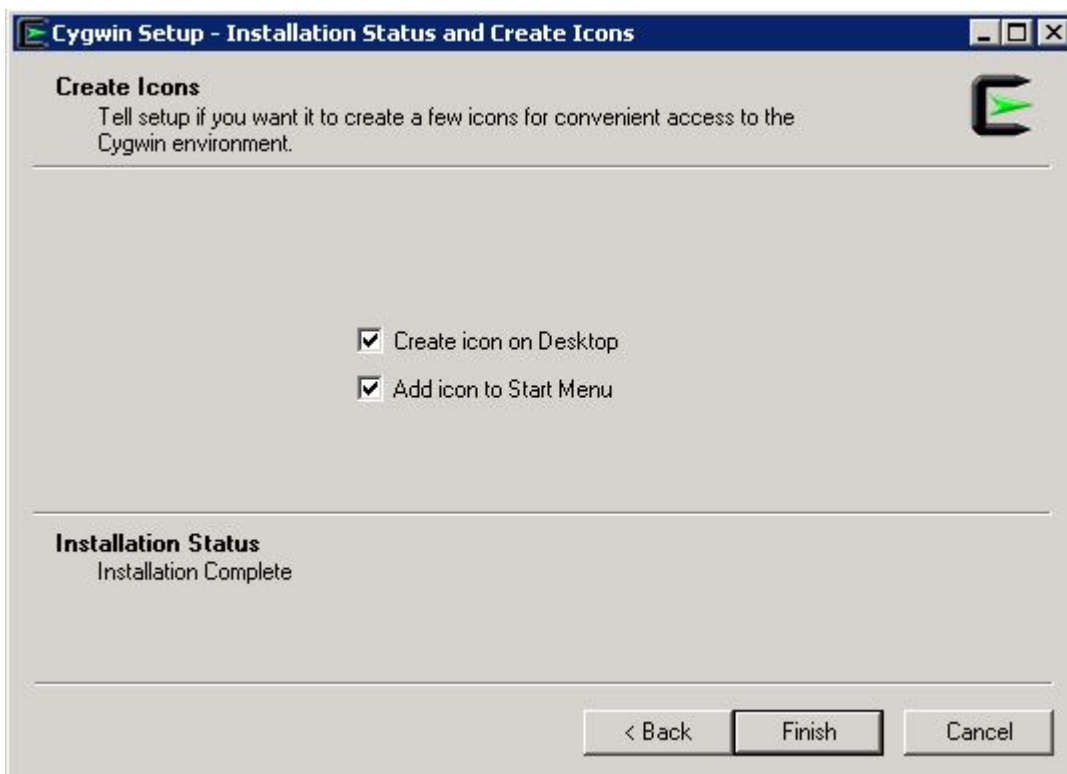 Cygwin Setup - Installation Status and Create Icons
Create Icons
Tell setup if you want it to create a few icons for convenient access to the
Cygwin environment.
Create icon on Desktop
Add icon to Start Menu
Installation Status
Installation Complete
< Back
Finish
Cancel